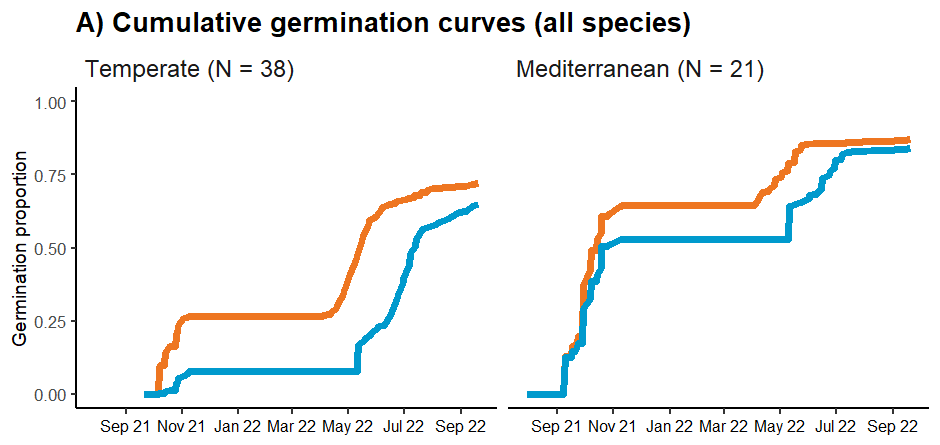 A) Cumulative germination curves (all species)
Temperate (N = 38)
Mediterranean (N = 21)
Germination proportion
1.00
0.75
0.50
0.25
0.00
Sep 21 Nov 21 Jan 22 Mar 22 May 22 Jul 22 Sep 22
Sep 21 Nov 21 Jan 22 Mar 22 May 22 Jul 22 Sep 22